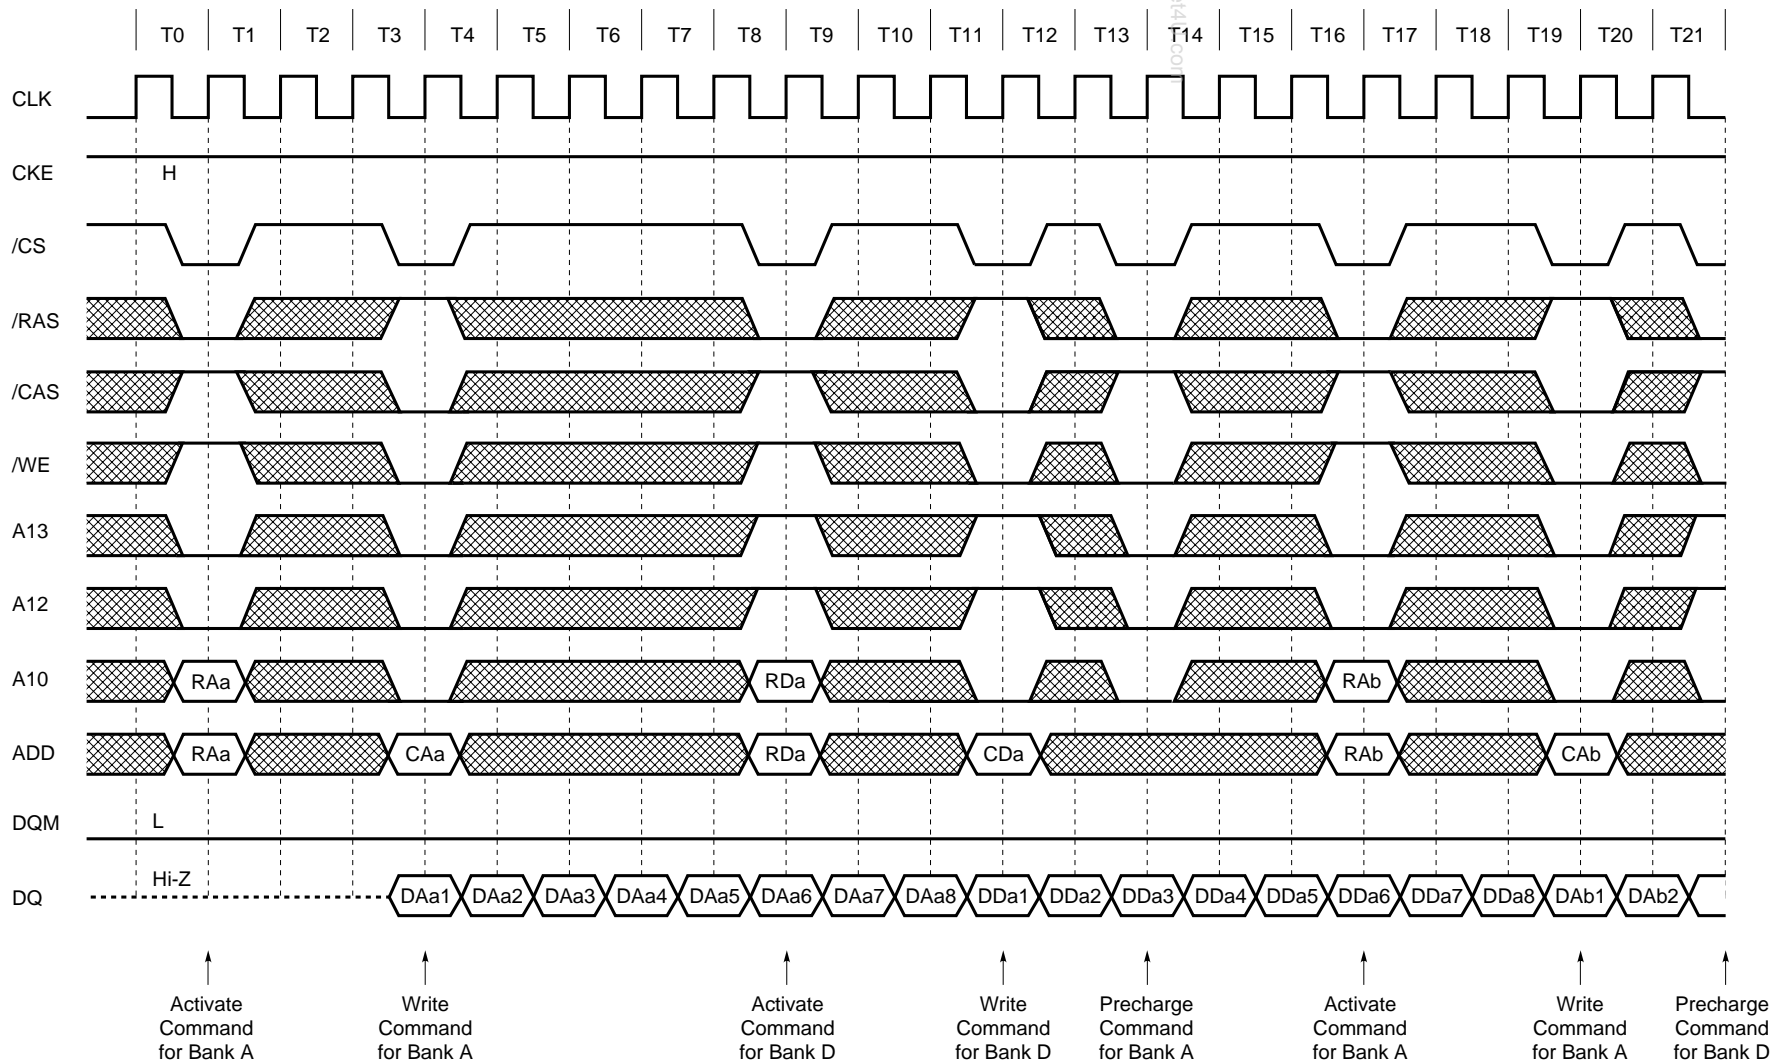 T0 T1 T2 T3 T4 T5 T6 T7 T8 T9 T10 T11 T12 T13 T14 T15 T16 T17 T18 T19 T20 T21
CLK
CKE H
/CS
/RAS
/CAS
/WE
A13
A12
A10 RAa RDa RAb
ADD RAa CAa RDa CDa RAb CAb
DQM L
DQ Hi-Z DAa1 DAa2 DAa3 DAa4 DAa5 DAa6 DAa7 DAa8 DDa1 DDa2 DDa3 DDa4 DDa5 DDa6 DDa7 DDa8 DAb1 DAb2
Activate Write Activate Write Precharge Activate Write Precharge
Command Command Command Command Command Command Command Command
for Bank A for Bank A for Bank D for Bank D for Bank A for Bank A for Bank A for Bank D